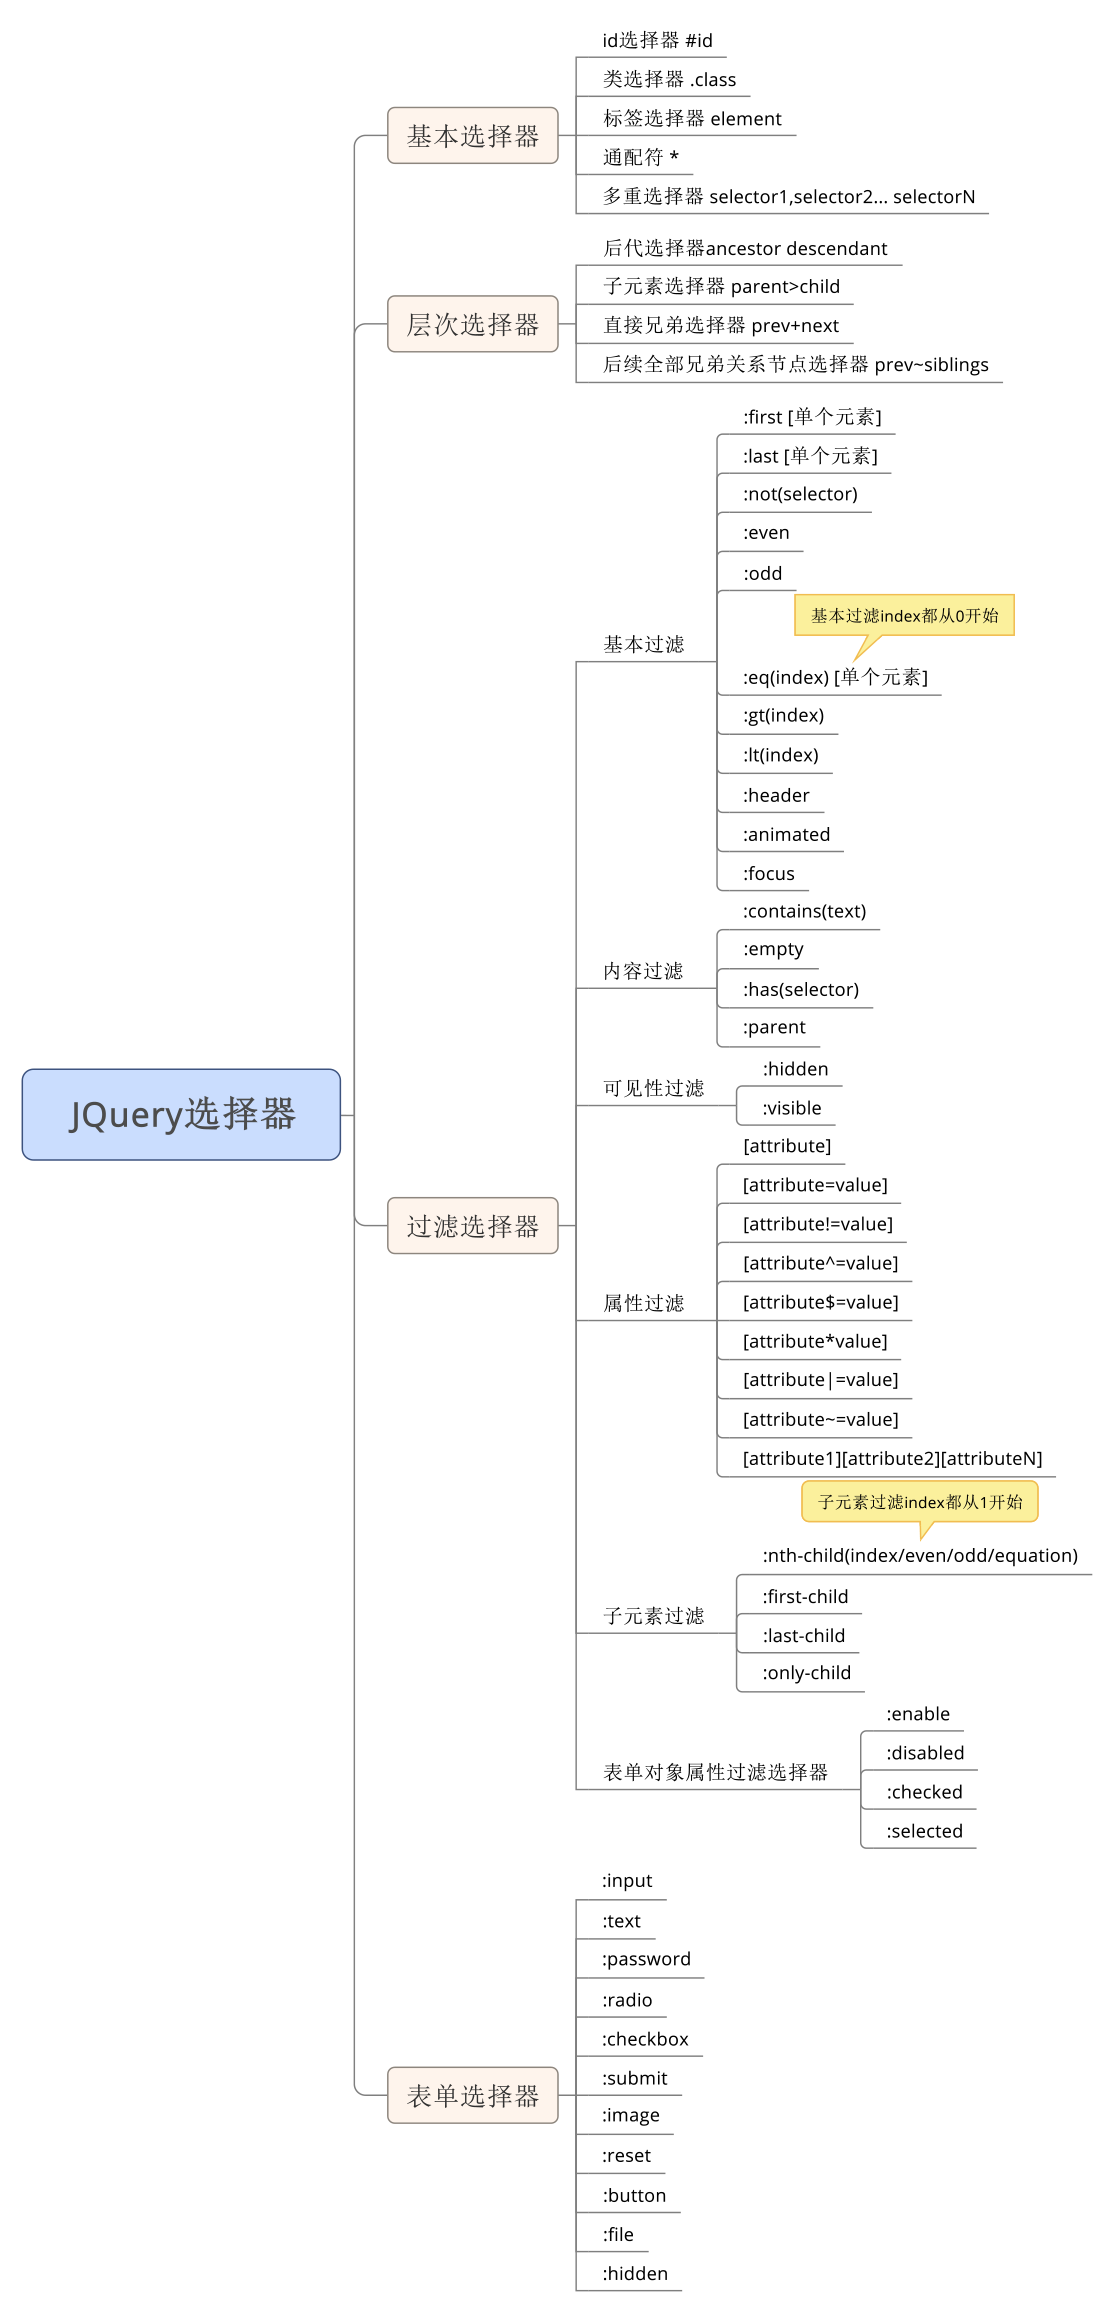 JQuery选择器
基本选择器
id选择器 #id
类选择器 .class
标签选择器 element
通配符 *
多重选择器 selector1,selector2... selectorN
层次选择器
后代选择器ancestor descendant
子元素选择器 parent>child
直接兄弟选择器 prev+next
后续全部兄弟关系节点选择器 prev~siblings
过滤选择器
基本过滤
:first [单个元素]
:last [单个元素]
:not(selector)
:even
:odd
基本过滤index都从0开始
:eq(index) [单个元素]
:gt(index)
:lt(index)
:header
:animated
:focus
内容过滤
:contains(text)
:empty
:has(selector)
:parent
可见性过滤
:hidden
:visible
属性过滤
[attribute]
[attribute=value]
[attribute!=value]
[attribute^=value]
[attribute$=value]
[attribute*value]
[attribute|=value]
[attribute~=value]
[attribute1][attribute2][attributeN]
子元素过滤
子元素过滤index都从1开始
:nth-child(index/even/odd/equation)
:first-child
:last-child
:only-child
表单对象属性过滤选择器
:enable
:disabled
:checked
:selected
表单选择器
:input
:text
:password
:radio
:checkbox
:submit
:image
:reset
:button
:file
:hidden